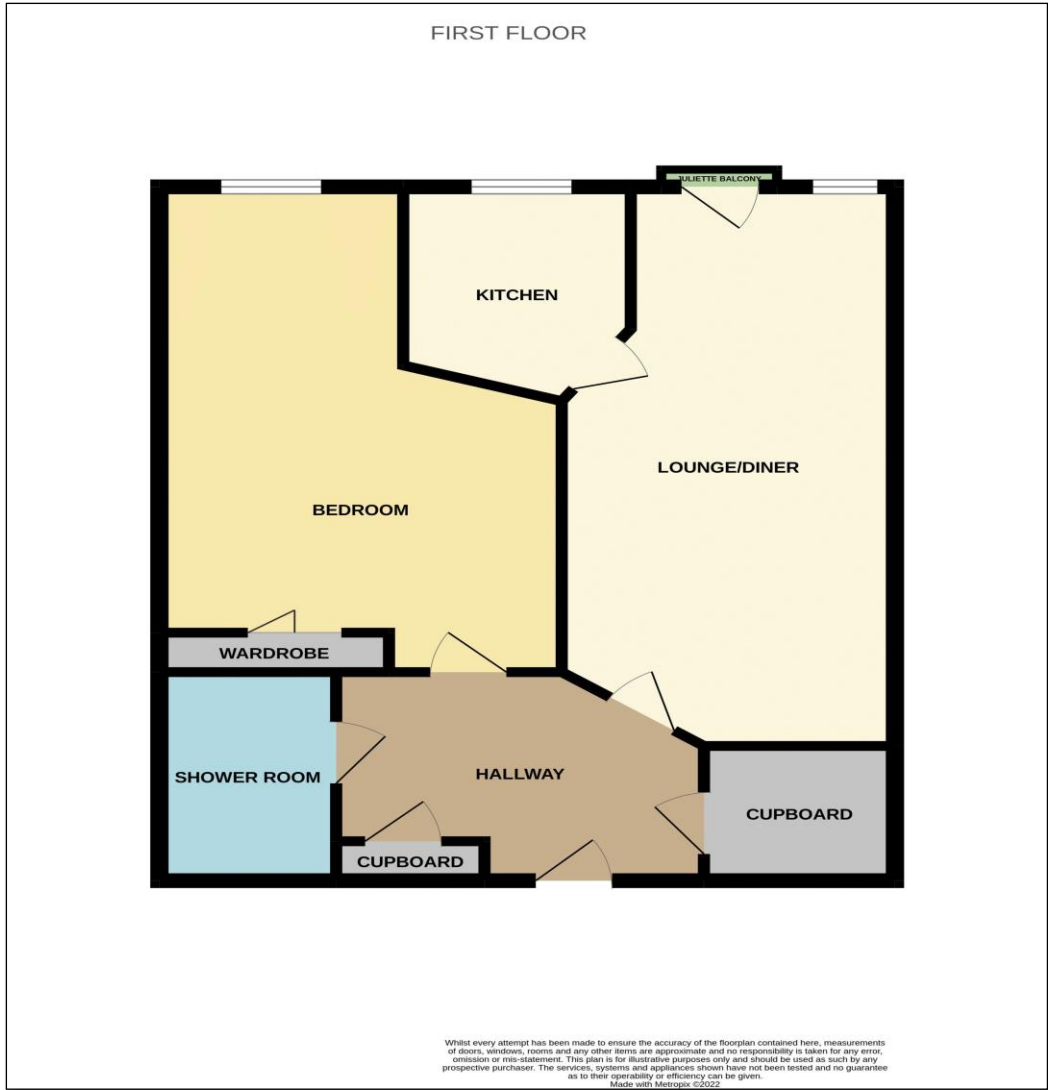 FIRST FLOOR
JULIETTE BALCONY
KITCHEN
LOUNGE/DINER
BEDROOM
WARDROBE
SHOWER ROOM
HALLWAY
CUPBOARD
CUPBOARD
Whilst every attempt has been made to ensure the accuracy of the floorplan contained here, measurements
of doors, windows, rooms and any other items are approximate and no responsibility is taken for any error,
omission or mis-statement. This plan is for illustrative purposes only and should be used as such by any
prospective purchaser. The services, systems and appliances shown have not been tested and no guarantee
as to their operability or efficiency can be given.
Made with Metropix ©2022